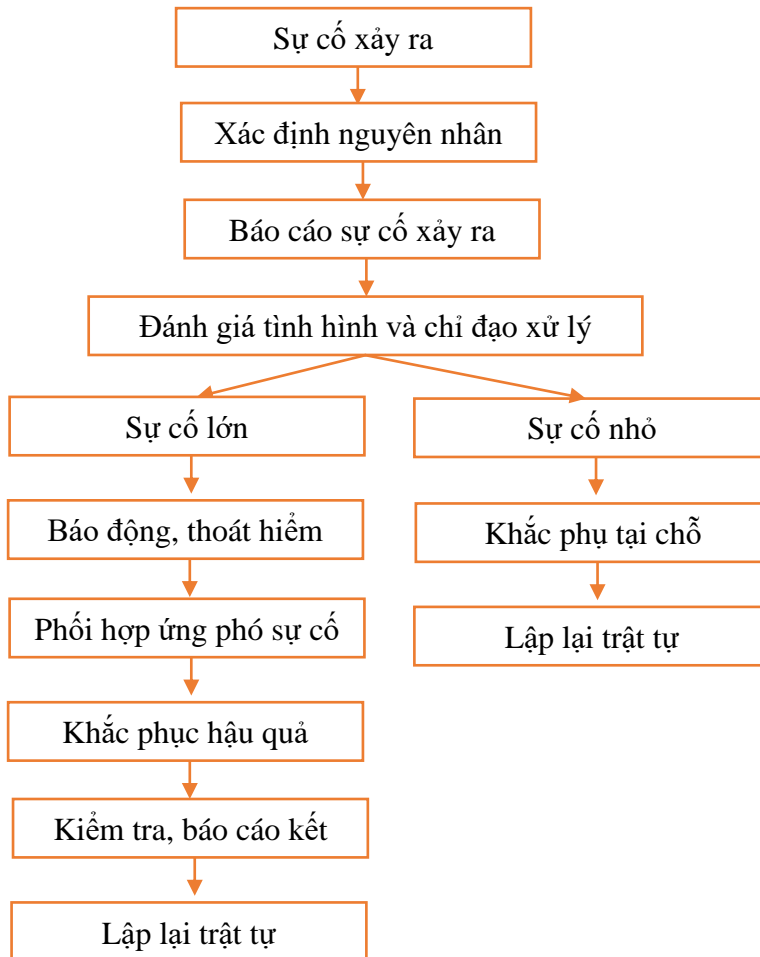 Sự cố xảy ra
Xác định nguyên nhân
Báo cáo sự cố xảy ra
Đánh giá tình hình và chỉ đạo xử lý
Sự cố lớn
Sự cố nhỏ
Báo động, thoát hiểm
Khắc phụ tại chỗ
Phối hợp ứng phó sự cố
Lập lại trật tự
Khắc phục hậu quả
Kiểm tra, báo cáo kết
Lập lại trật tự